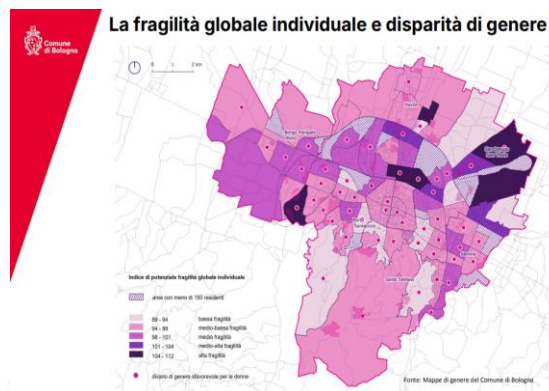 La fragilità globale individuale e disparità di genere
Comune
di Bologna
0 1 2 km
Indice di potenziale fragilità globale individuale
aree con meno di 150 residenti
89 - 94 bassa fragilità
94 - 98 medio-bassa fragilità
98 - 101 media fragilità
101 - 104 medio-alta fragilità
104 - 112 alta fragilità
divario di genere sfavorevole per le donne
Borgo Panigale
Reno
Navile
San Donato
San Vitale
Porto
Saragozza
Santo Stefano
Savena
Fonte: Mappe di genere del Comune di Bologna